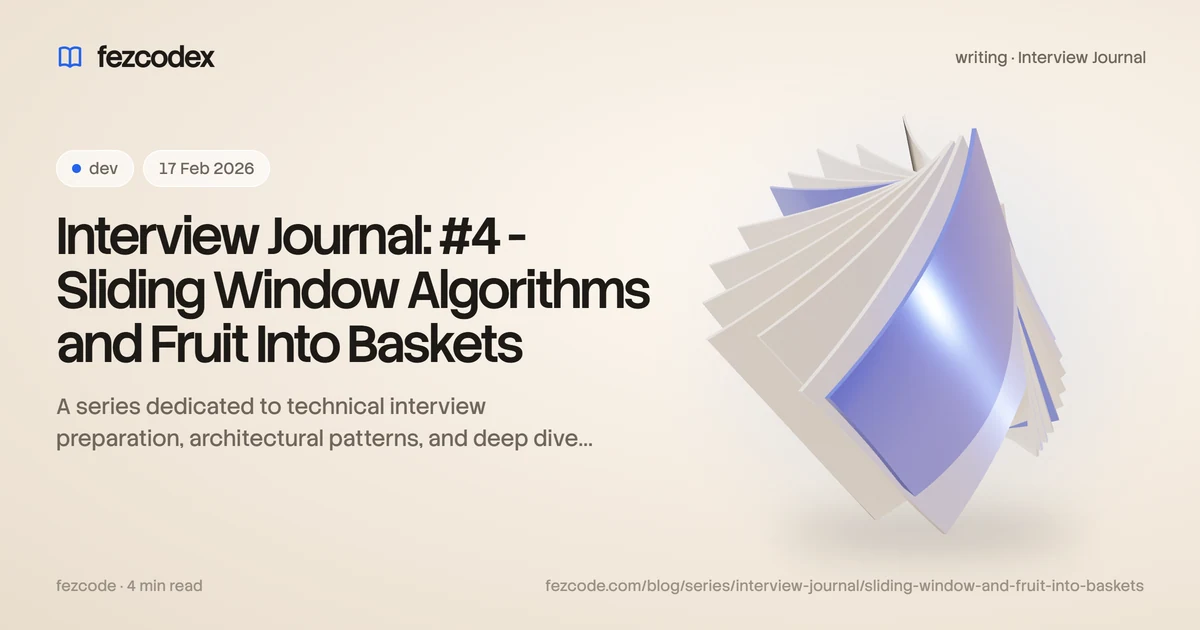 fezcodex
writing · Interview Journal
dev
17 Feb 2026
Interview Journal: #4 -
Sliding Window Algorithms
and Fruit Into Baskets
A series dedicated to technical interview
preparation, architectural patterns, and deep dive...
fezcode · 4 min read
fezcode.com/blog/series/interview-journal/sliding-window-and-fruit-into-baskets